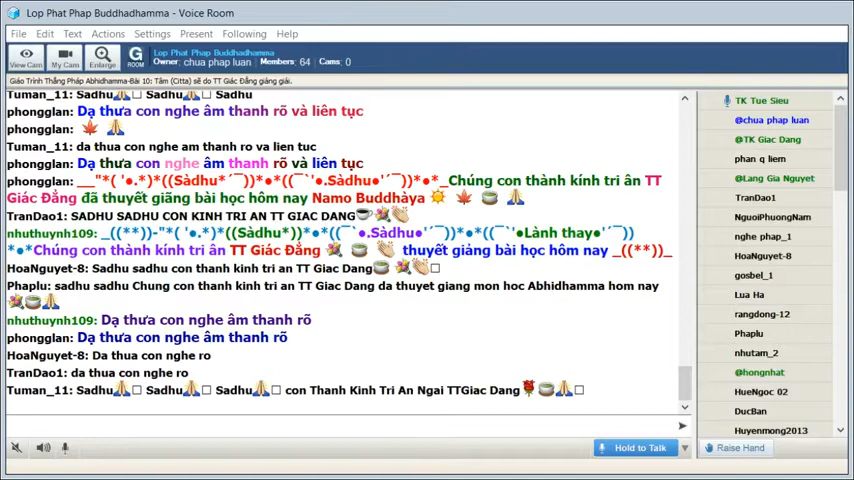 Lop Phat Phap Buddhadhamma - Voice Room
File Edit Text Actions Settings Present Following Help
View Cam My Cam Enlarge G ROOM
Lop Phat Phap Buddhadhamma
Owner: chua phap luan Members: 64 Cams: 0
Giáo Trình Thắng Pháp Abhidhamma-Bài 10: Tâm (Citta) sẽ do TT Giác Đẳng giảng giải.
Tuman_11: Sadhu🙏□ Sadhu🙏□ Sadhu
phongglan: Dạ thưa con nghe âm thanh rõ và liên tục
phongglan: 🍁 🙏
Tuman_11: da thua con nghe am thanh ro va lien tuc
phongglan: Dạ thưa con nghe âm thanh rõ và liên tục
phongglan: __"*( '●.*)*((Sàdhu*´¯)**●*((¯`'●.Sàdhu●'´¯))*●*_Chúng con thành kính tri ân TT
Giác Đẳng đã thuyết giãng bài học hôm nay Namo Buddhàya ☀ 🍁 🍵 🙏
TranDao1: SADHU SADHU CON KINH TRI AN TT GIAC DANG☕💐👏
nhuthuynh109: _((**))-"*( '●.*)*((Sàdhu*))*●*((¯`●.Sàdhu●'´¯))*●*((¯`'●Lành thay●'´¯))
*●*Chúng con thành kính tri ân TT Giác Đẳng 💐 🍵 👏 thuyết giảng bài học hôm nay _((**))_
HoaNguyet-8: Sadhu sadhu con thanh kinh tri an TT Giac Dang🍵💐👏□
Phaplu: sadhu sadhu Chung con thanh kinh tri an TT Giac Dang da thuyet giang mon hoc Abhidhamma hom nay
💐🍵🙏
nhuthuynh109: Dạ thưa con nghe âm thanh rõ
phongglan: Dạ thưa con nghe âm thanh rõ
HoaNguyet-8: Da thua con nghe ro
TranDao1: da thua con nghe ro
Tuman_11: Sadhu🙏□ Sadhu🙏□ Sadhu🙏□ con Thanh Kinh Tri An Ngai TTGiac Dang🌹🍵🙏□
Hold to Talk
TK Tue Sieu
@chua phap luan
@TK Giac Dang
phan q liem
@Lang Gia Nguyet
TranDao1
NguoiPhuongNam
nghe phap_1
HoaNguyet-8
gosbel_1
Lua Ha
rangdong-12
Phaplu
nhutam_2
@hongnhat
HueNgoc 02
DucBan
Huyenmong2013
Raise Hand